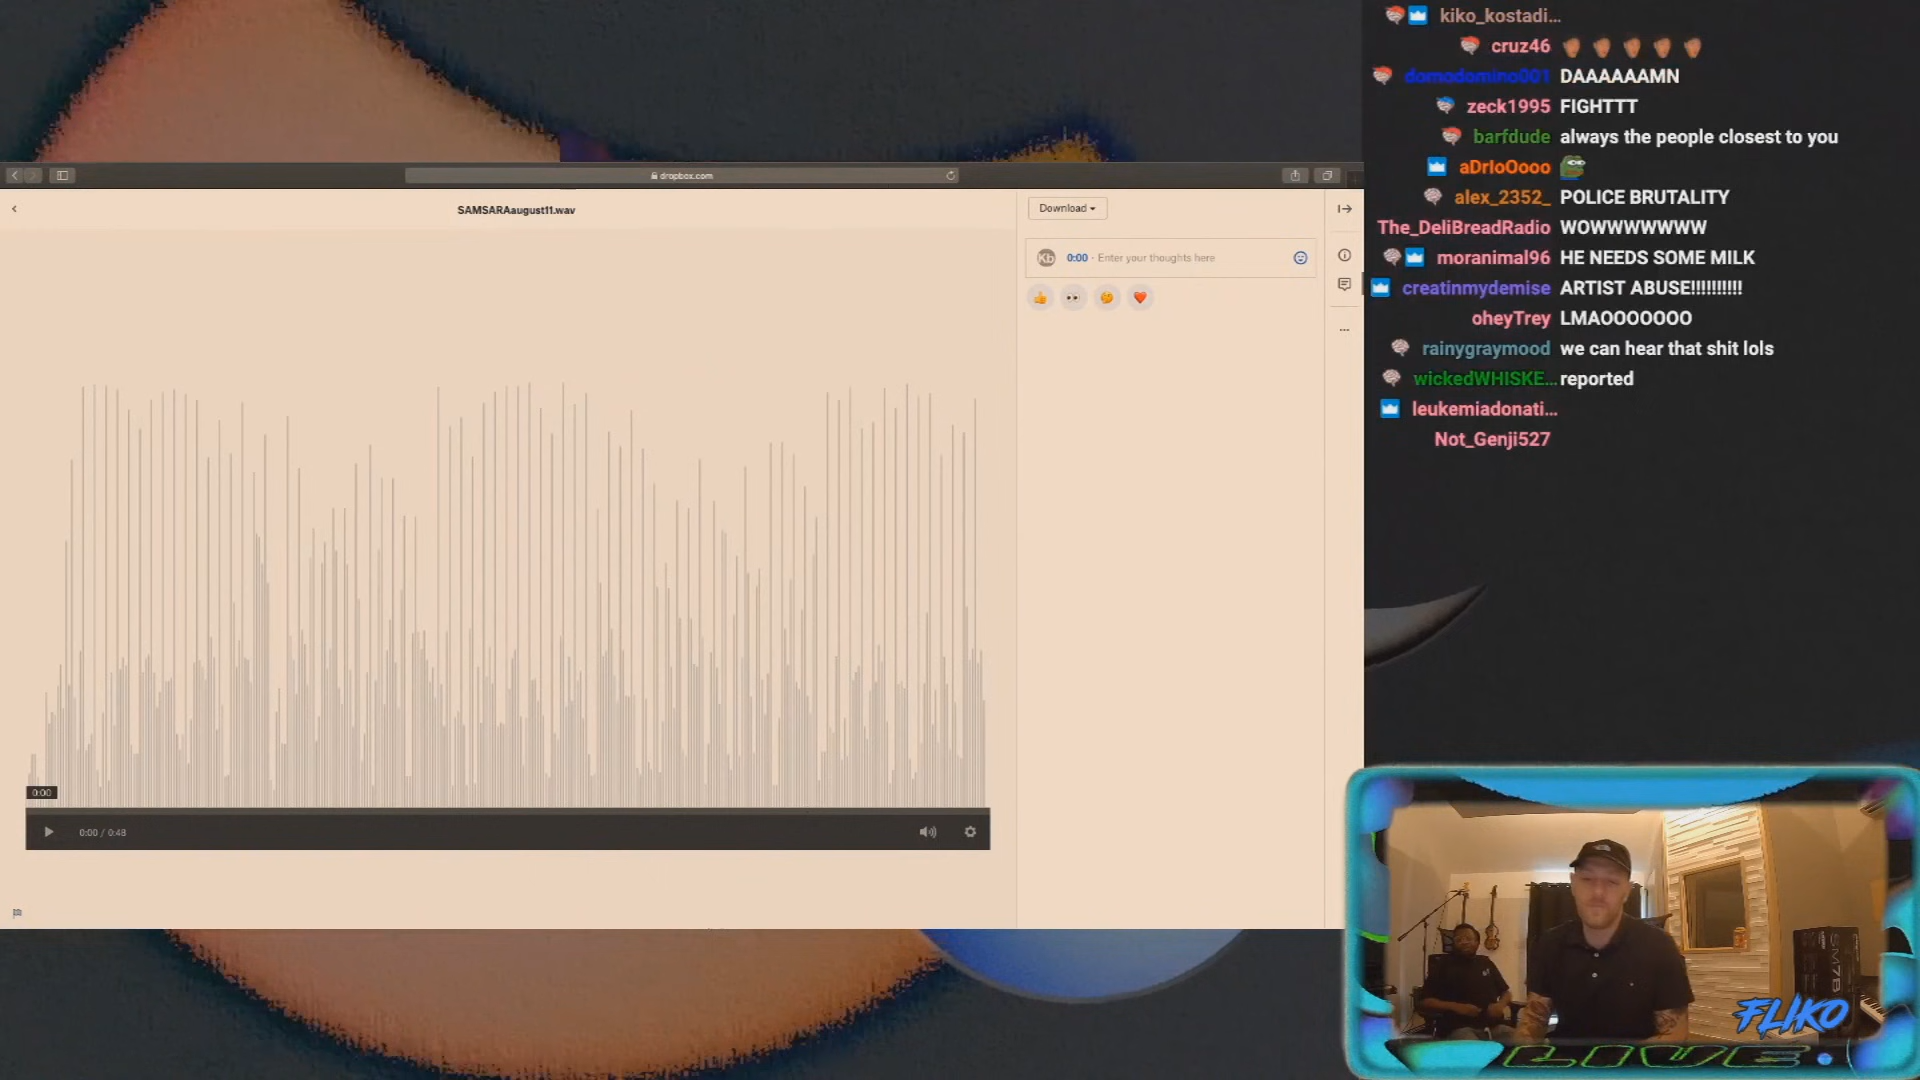 dropbox.com
SAMSARAaugust11.wav
Download
Kb 0:00 - Enter your thoughts here
0:00
0:00 / 0:48
kiko_kostadi...
cruz46
domodomino001 DAAAAAAMN
zeck1995 FIGHTTT
barfdude always the people closest to you
aDrIoOooo
alex_2352_ POLICE BRUTALITY
The_DeliBreadRadio WOWWWWWWW
moranimal96 HE NEEDS SOME MILK
creatinmydemise ARTIST ABUSE!!!!!!!!!!
oheyTrey LMAOOOOOOO
rainygraymood we can hear that shit lols
wickedWHISKE... reported
leukemiadonati...
Not_Genji527
SM7B
FLIKO
LIVE